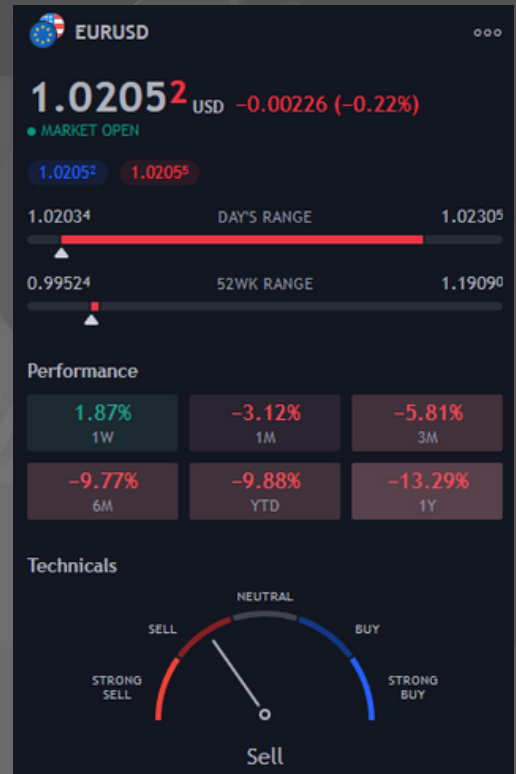 EURUSD
1.02052 USD −0.00226 (−0.22%)
MARKET OPEN
1.02052 1.02055
1.02034 DAY'S RANGE 1.02305
0.99524 52WK RANGE 1.19090
Performance
1.87% −3.12% −5.81%
1W 1M 3M
−9.77% −9.88% −13.29%
6M YTD 1Y
Technicals
NEUTRAL
SELL BUY
STRONG SELL STRONG BUY
Sell